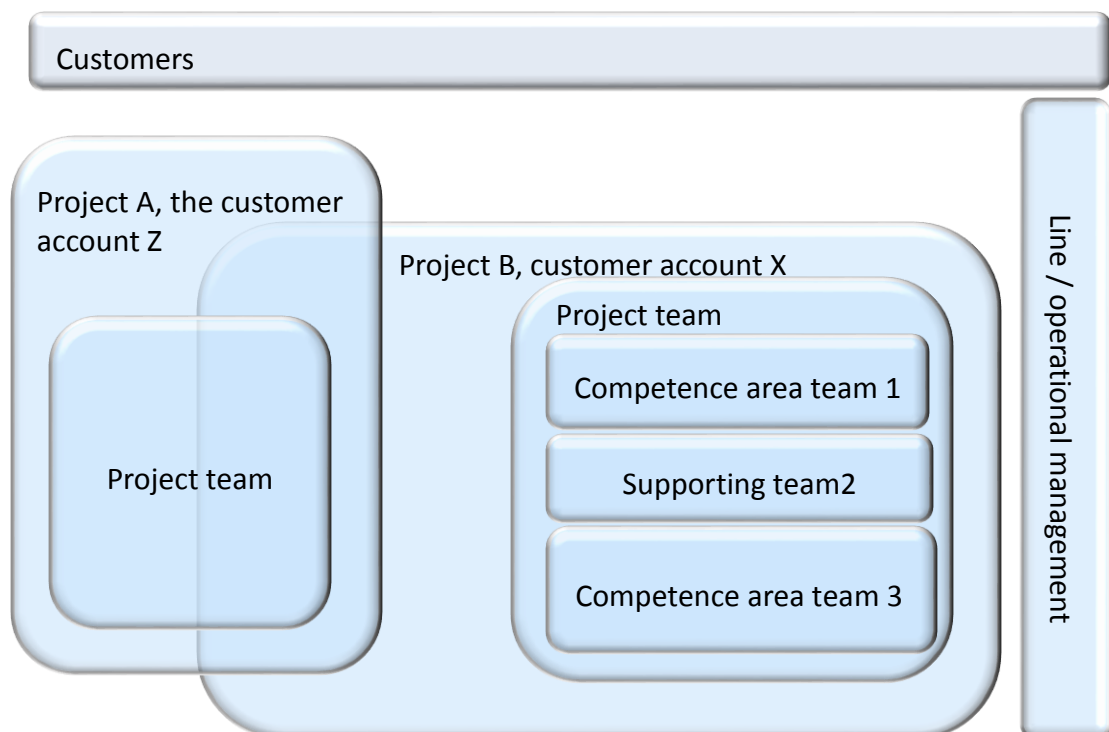 Customers
Project A, the customer
account Z
Project B, customer account X
Project team
Competence area team 1
Project team
Supporting team2
Competence area team 3
Line / operational management